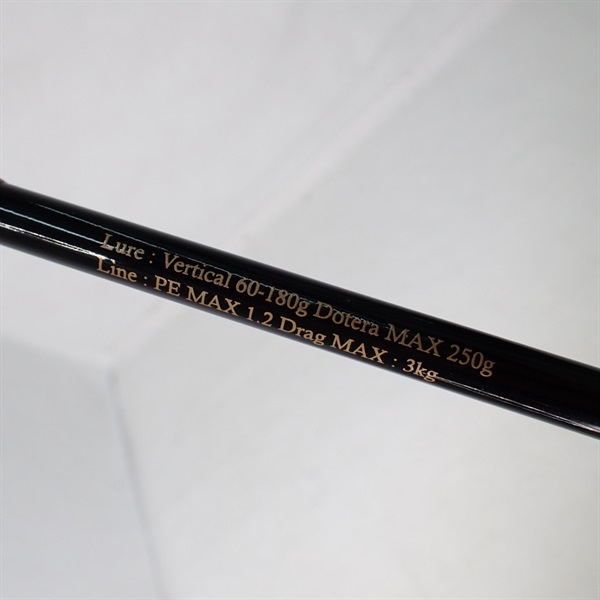 Lure : Vertical 60-180g Dotera MAX 250g
Line : PE MAX 1.2 Drag MAX : 3kg